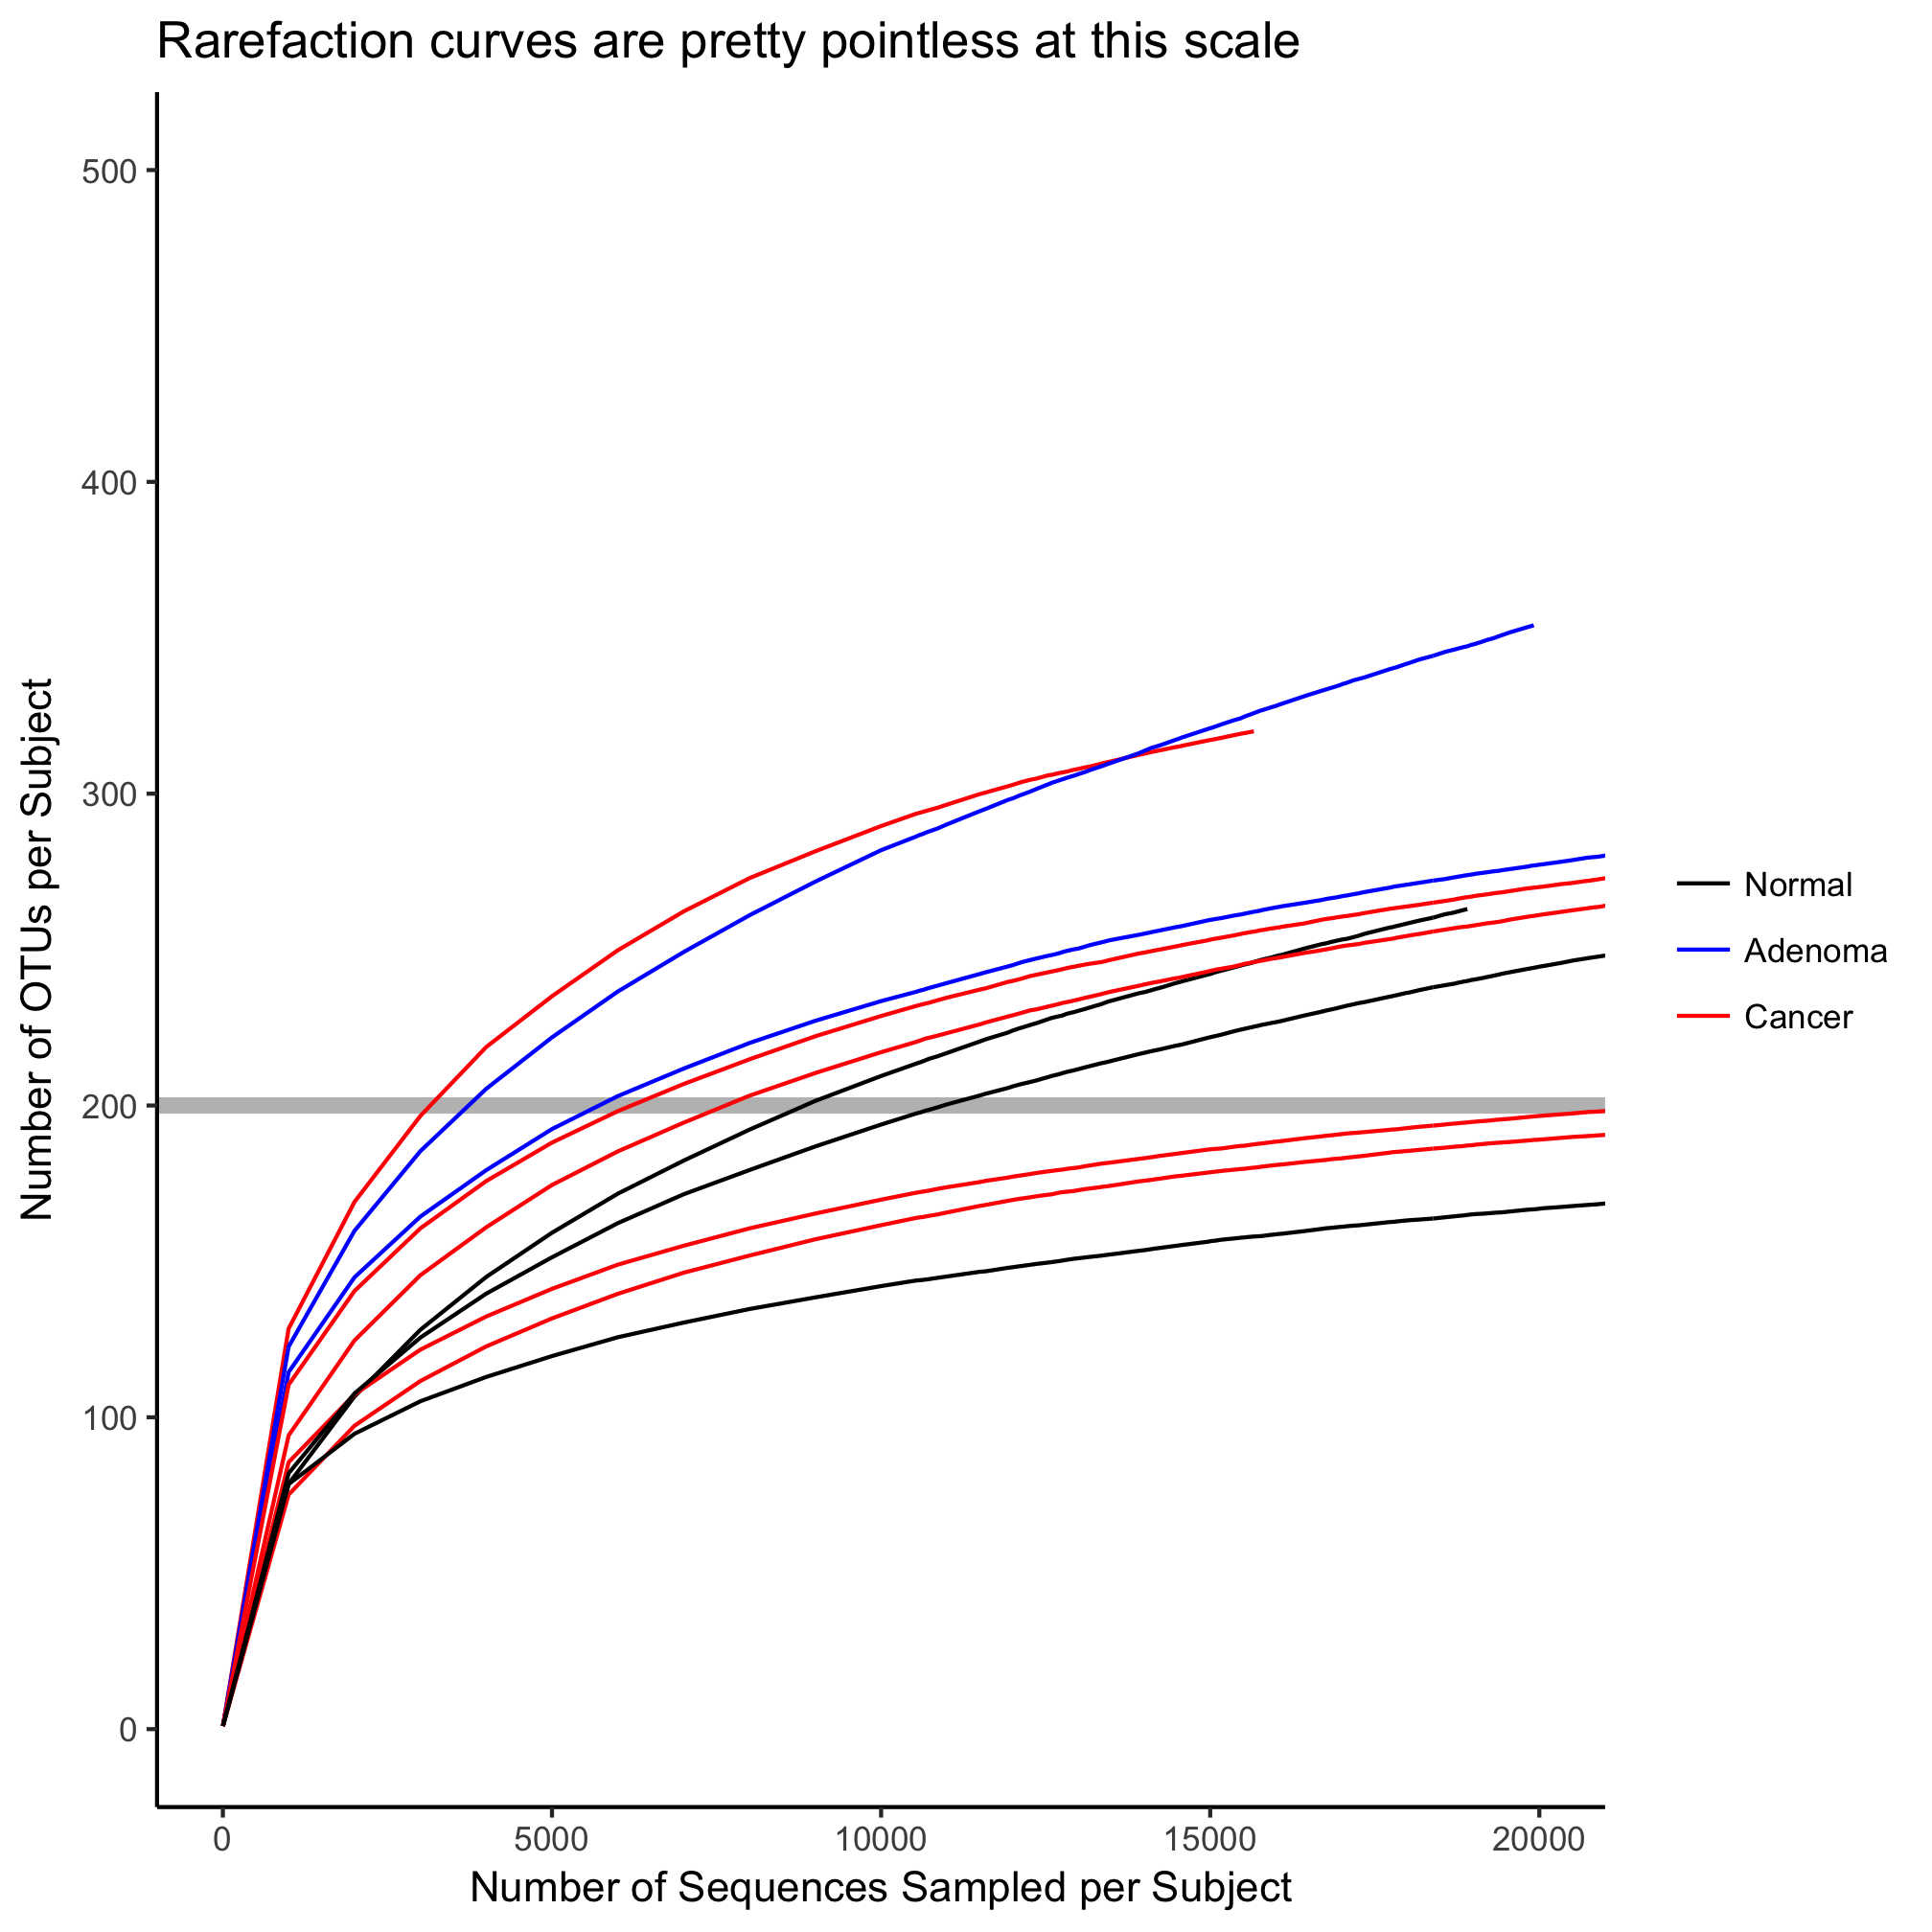 Rarefaction curves are pretty pointless at this scale
Number of OTUs per Subject
500
400
300
200
100
0
0 5000 10000 15000 20000
Number of Sequences Sampled per Subject
Normal
Adenoma
Cancer